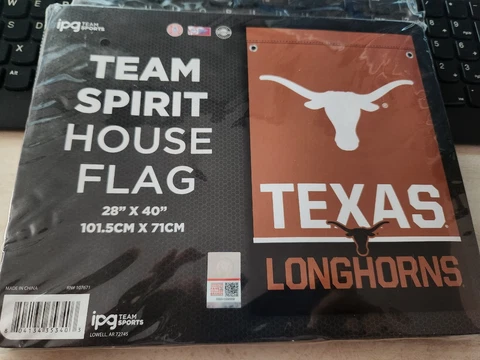 ipg TEAM SPORTS
TEAM
SPIRIT
HOUSE
FLAG
28” X 40”
101.5CM X 71CM
MADE IN CHINA
ipg TEAM SPORTS
LOWELL, AR 72745
TEXAS
LONGHORNS